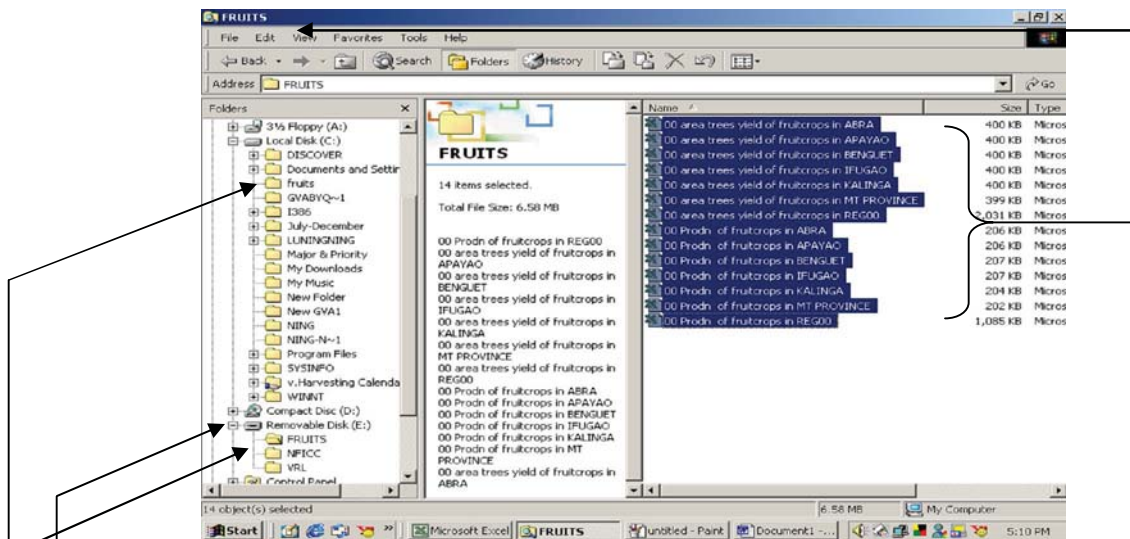 FRUITS
File Edit View Favorites Tools Help
Back Search Folders History
Address FRUITS Go
Folders
3½ Floppy (A:)
Local Disk (C:)
DISCOVER
Documents and Settir
fruits
GVABYQ~1
I386
July-December
LUNINGNING
Major & Priority
My Downloads
My Music
New Folder
New GVA1
NING
NING-N~1
Program Files
SYSINFO
v.Harvesting Calenda
WINNT
Compact Disc (D:)
Removable Disk (E:)
FRUITS
NFICC
VRL
Control Panel
FRUITS
14 items selected.
Total File Size: 6.58 MB
00 Prodn of fruitcrops in REG00
00 area trees yield of fruitcrops in
APAYAO
00 area trees yield of fruitcrops in
BENGUET
00 area trees yield of fruitcrops in
IFUGAO
00 area trees yield of fruitcrops in
KALINGA
00 area trees yield of fruitcrops in
MT PROVINCE
00 area trees yield of fruitcrops in
REG00
00 Prodn of fruitcrops in ABRA
00 Prodn of fruitcrops in APAYAO
00 Prodn of fruitcrops in BENGUET
00 Prodn of fruitcrops in IFUGAO
00 Prodn of fruitcrops in KALINGA
00 Prodn of fruitcrops in MT
PROVINCE
00 area trees yield of fruitcrops in
ABRA
Name Size Type
00 area trees yield of fruitcrops in ABRA 400 KB Micros
00 area trees yield of fruitcrops in APAYAO 400 KB Micros
00 area trees yield of fruitcrops in BENGUET 400 KB Micros
00 area trees yield of fruitcrops in IFUGAO 400 KB Micros
00 area trees yield of fruitcrops in KALINGA 400 KB Micros
00 area trees yield of fruitcrops in MT PROVINCE 399 KB Micros
00 area trees yield of fruitcrops in REG00 2,031 KB Micros
00 Prodn of fruitcrops in ABRA 206 KB Micros
00 Prodn of fruitcrops in APAYAO 206 KB Micros
00 Prodn of fruitcrops in BENGUET 207 KB Micros
00 Prodn of fruitcrops in IFUGAO 207 KB Micros
00 Prodn of fruitcrops in KALINGA 204 KB Micros
00 Prodn of fruitcrops in MT PROVINCE 202 KB Micros
00 Prodn of fruitcrops in REG00 1,085 KB Micros
14 object(s) selected 6.58 MB My Computer
Start Microsoft Excel FRUITS untitled - Paint Document1 -... 5:10 PM